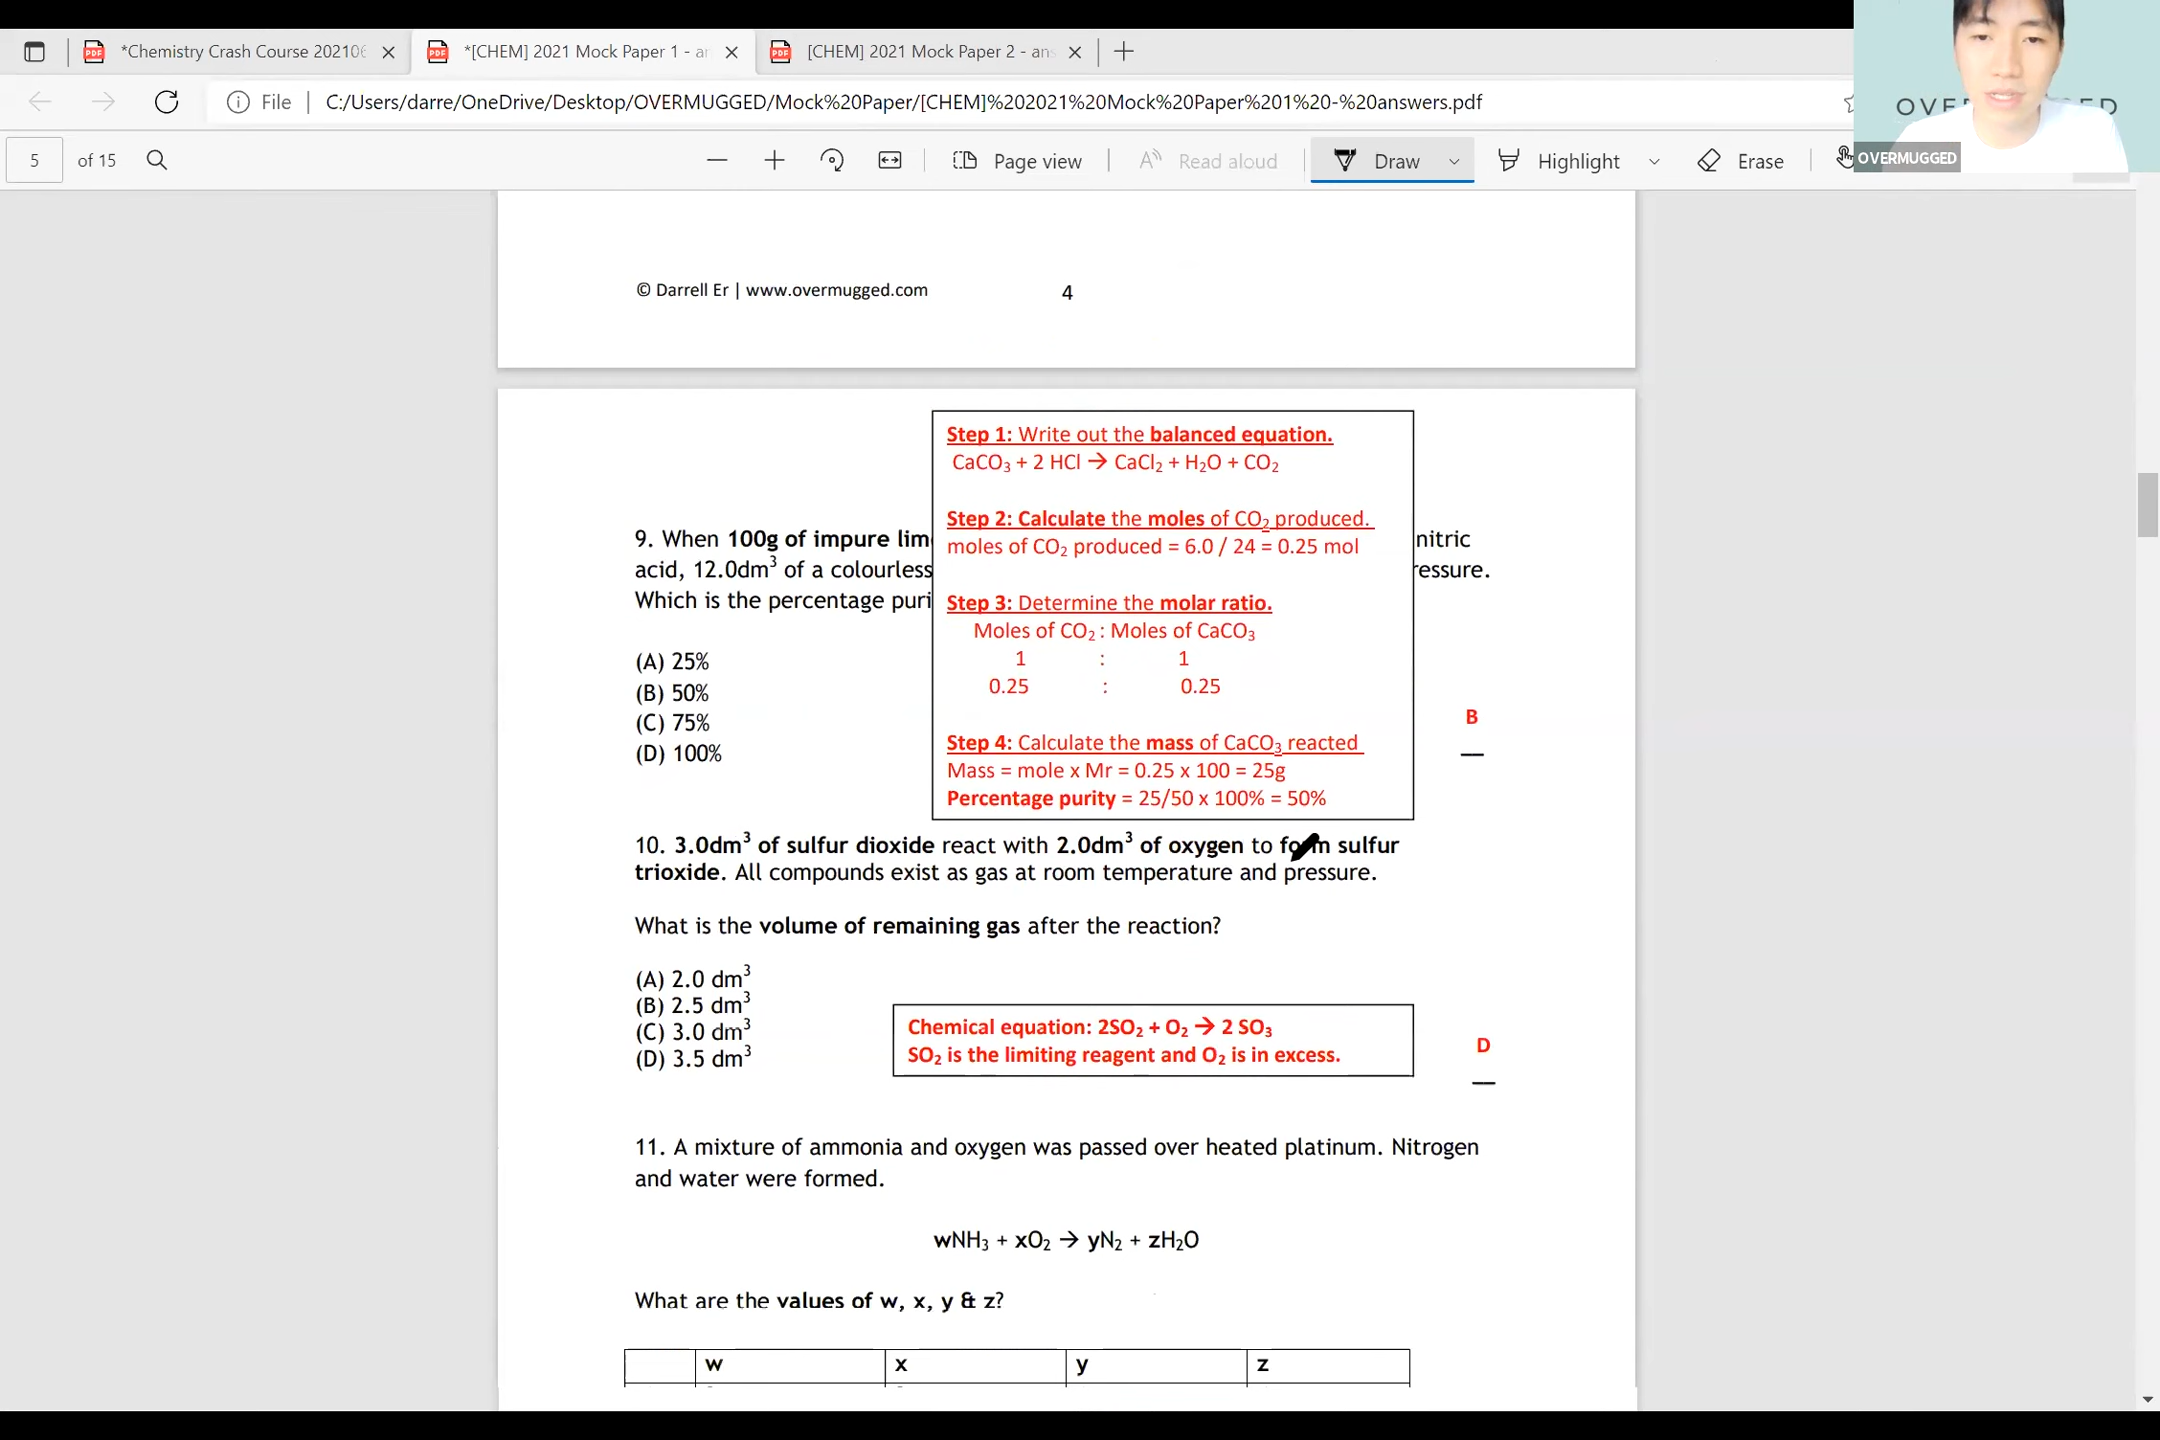 *Chemistry Crash Course 202106
*[CHEM] 2021 Mock Paper 1 - an
[CHEM] 2021 Mock Paper 2 - ans
File
C:/Users/darre/OneDrive/Desktop/OVERMUGGED/Mock%20Paper/[CHEM]%202021%20Mock%20Paper%201%20-%20answers.pdf
OVERMUGGED
5 of 15
Page view
Read aloud
Draw
Highlight
Erase
© Darrell Er | www.overmugged.com
4
Step 1: Write out the balanced equation.
CaCO₃ + 2 HCl → CaCl₂ + H₂O + CO₂
Step 2: Calculate the moles of CO₂ produced.
moles of CO₂ produced = 6.0 / 24 = 0.25 mol
Step 3: Determine the molar ratio.
Moles of CO₂ : Moles of CaCO₃
1 : 1
0.25 : 0.25
Step 4: Calculate the mass of CaCO₃ reacted
Mass = mole x Mr = 0.25 x 100 = 25g
Percentage purity = 25/50 x 100% = 50%
9. When 100g of impure nitric
acid, 12.0dm³ of a colourless
Which is the percentage
(A) 25%
(B) 50%
(C) 75%
(D) 100%
B
10. 3.0dm³ of sulfur dioxide react with 2.0dm³ of oxygen to form sulfur
trioxide. All compounds exist as gas at room temperature and pressure.
What is the volume of remaining gas after the reaction?
(A) 2.0 dm³
(B) 2.5 dm³
(C) 3.0 dm³
(D) 3.5 dm³
Chemical equation: 2SO₂ + O₂ → 2 SO₃
SO₂ is the limiting reagent and O₂ is in excess.
D
11. A mixture of ammonia and oxygen was passed over heated platinum. Nitrogen
and water were formed.
wNH₃ + xO₂ → yN₂ + zH₂O
What are the values of w, x, y & z?
w x y z